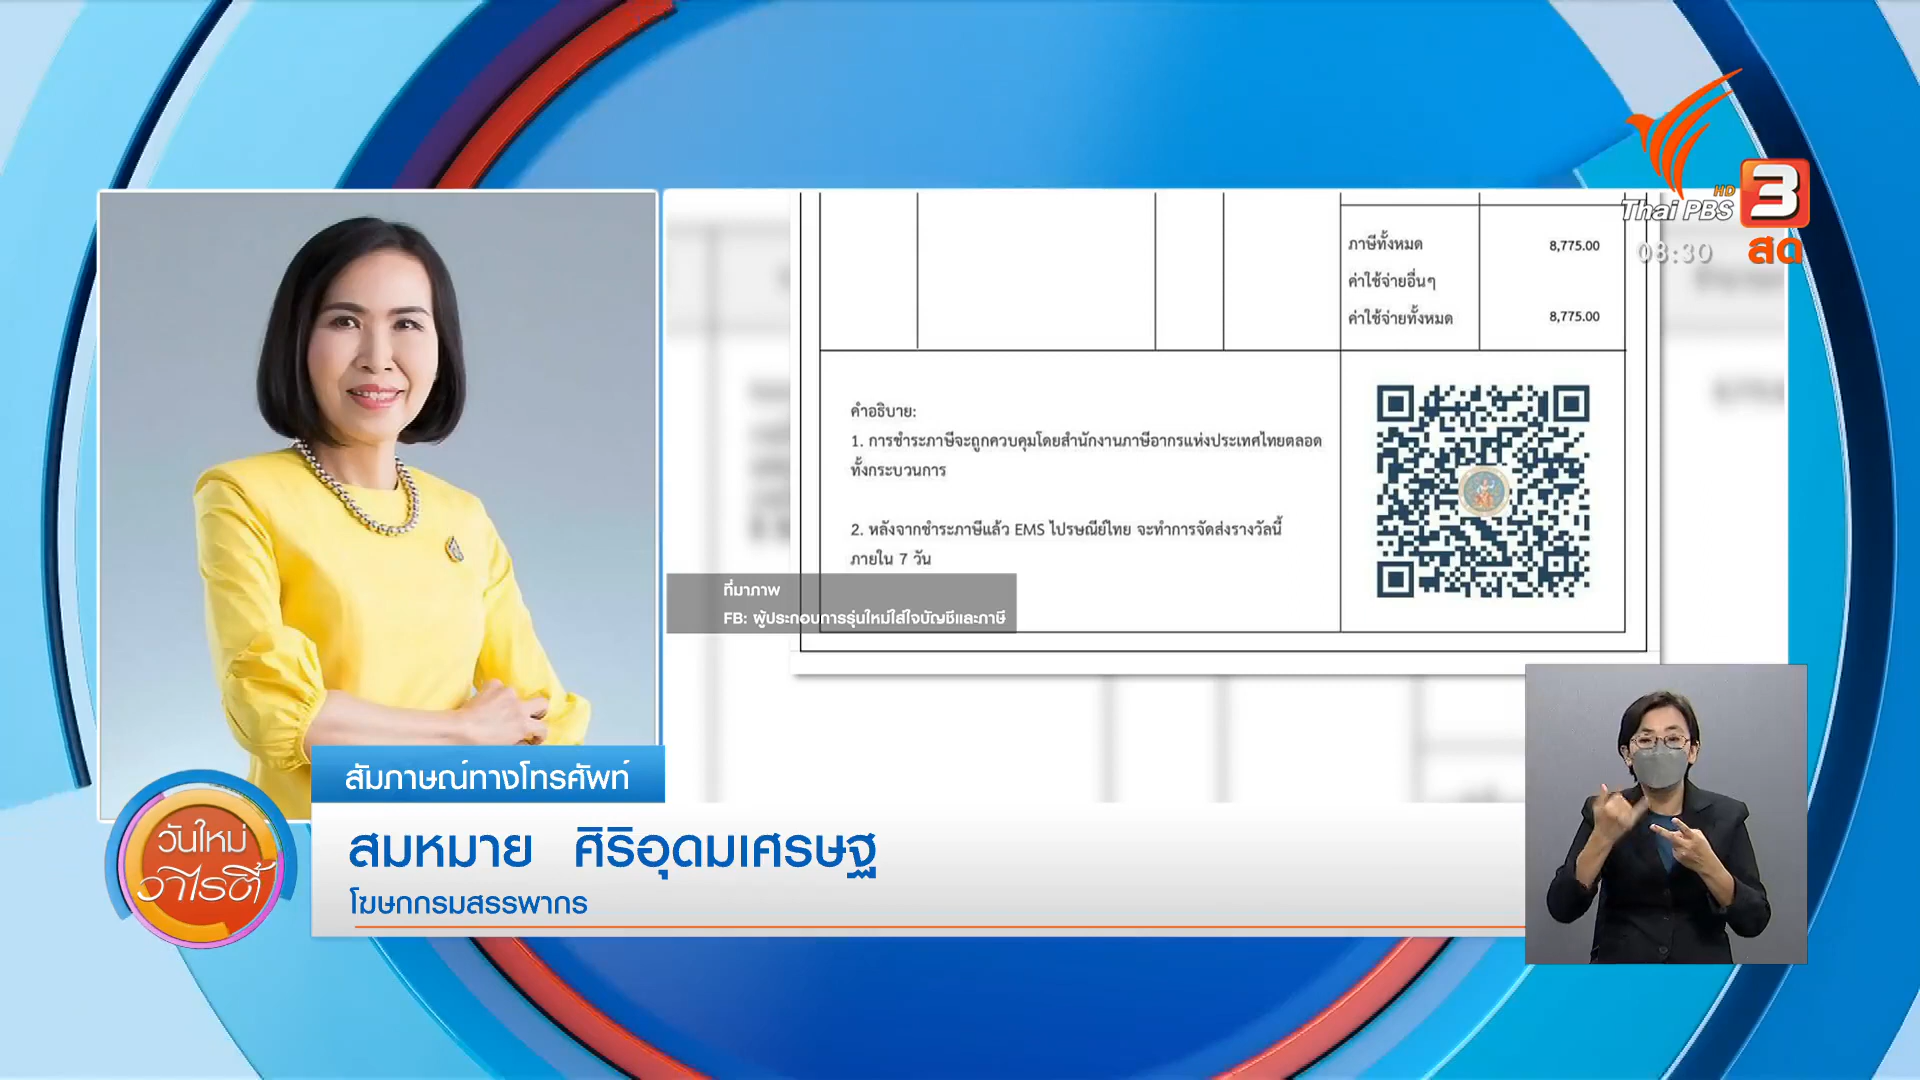 HD
Thai PBS
3
08:30
สด
ภาษีทั้งหมด 8,775.00
ค่าใช้จ่ายอื่นๆ
ค่าใช้จ่ายทั้งหมด 8,775.00
คำอธิบาย:
1. การชำระภาษีจะถูกควบคุมโดยสำนักงานภาษีอากรแห่งประเทศไทยตลอด
ทั้งกระบวนการ
2. หลังจากชำระภาษีแล้ว EMS ไปรษณีย์ไทย จะทำการจัดส่งรางวัลนี้
ภายใน 7 วัน
ที่มาภาพ
FB: ผู้ประกอบการรุ่นใหม่ใส่ใจบัญชีและภาษี
สัมภาษณ์ทางโทรศัพท์
สมหมาย ศิริอุดมเศรษฐ
โฆษกกรมสรรพากร
วันใหม่
วาไรตี้